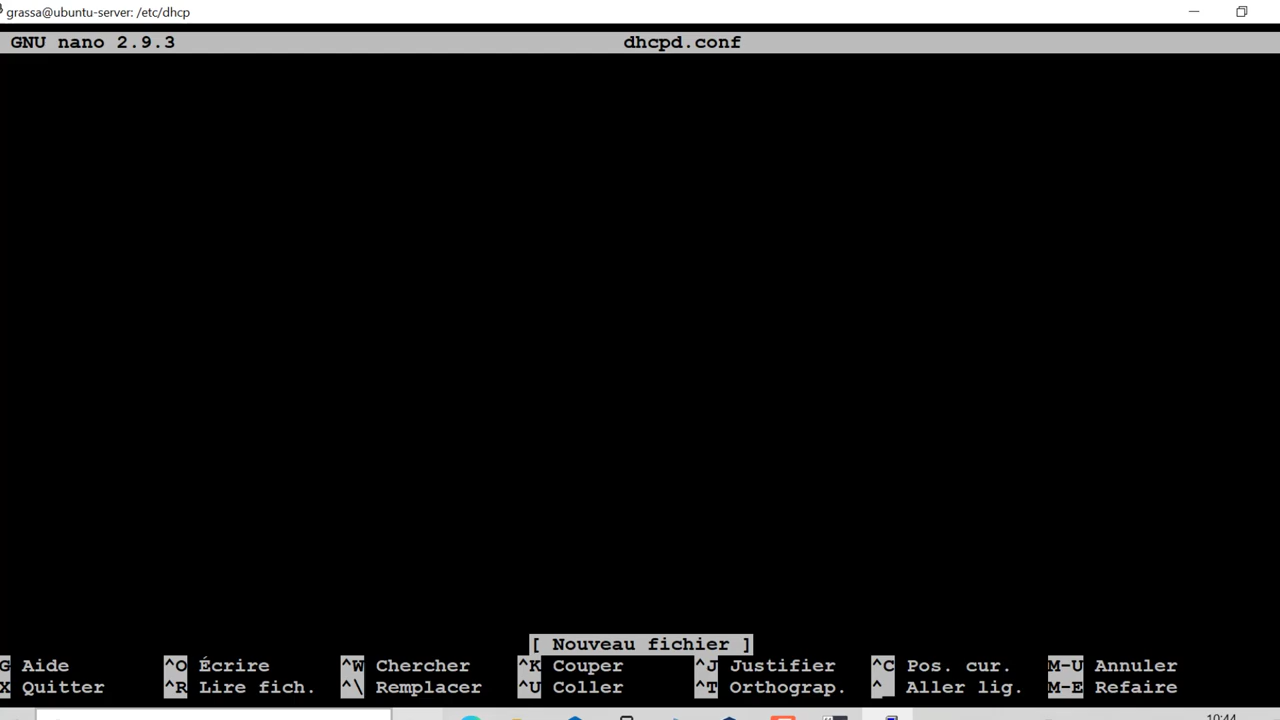 grassa@ubuntu-server: /etc/dhcp
GNU nano 2.9.3 dhcpd.conf
[ Nouveau fichier ]
G Aide ^O Écrire ^W Chercher ^K Couper ^J Justifier ^C Pos. cur. M-U Annuler
X Quitter ^R Lire fich. ^\ Remplacer ^U Coller ^T Orthograp. ^_ Aller lig. M-E Refaire
10:44